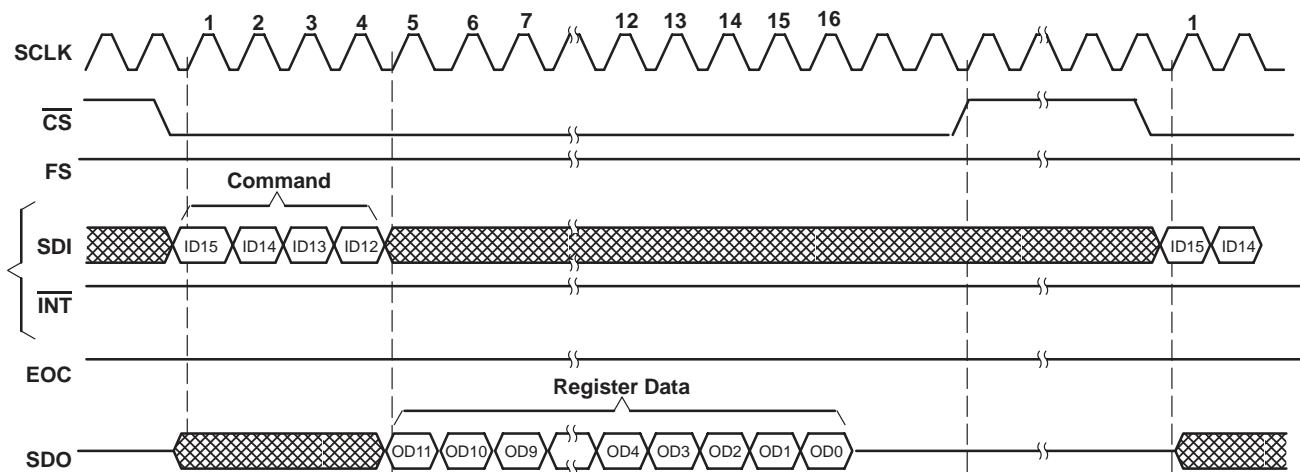 1 2 3 4 5 6 7 12 13 14 15 16 1
SCLK
CS
FS
Command
SDI ID15 ID14 ID13 ID12 ID15 ID14
INT
EOC
Register Data
SDO OD11 OD10 OD9 OD4 OD3 OD2 OD1 OD0